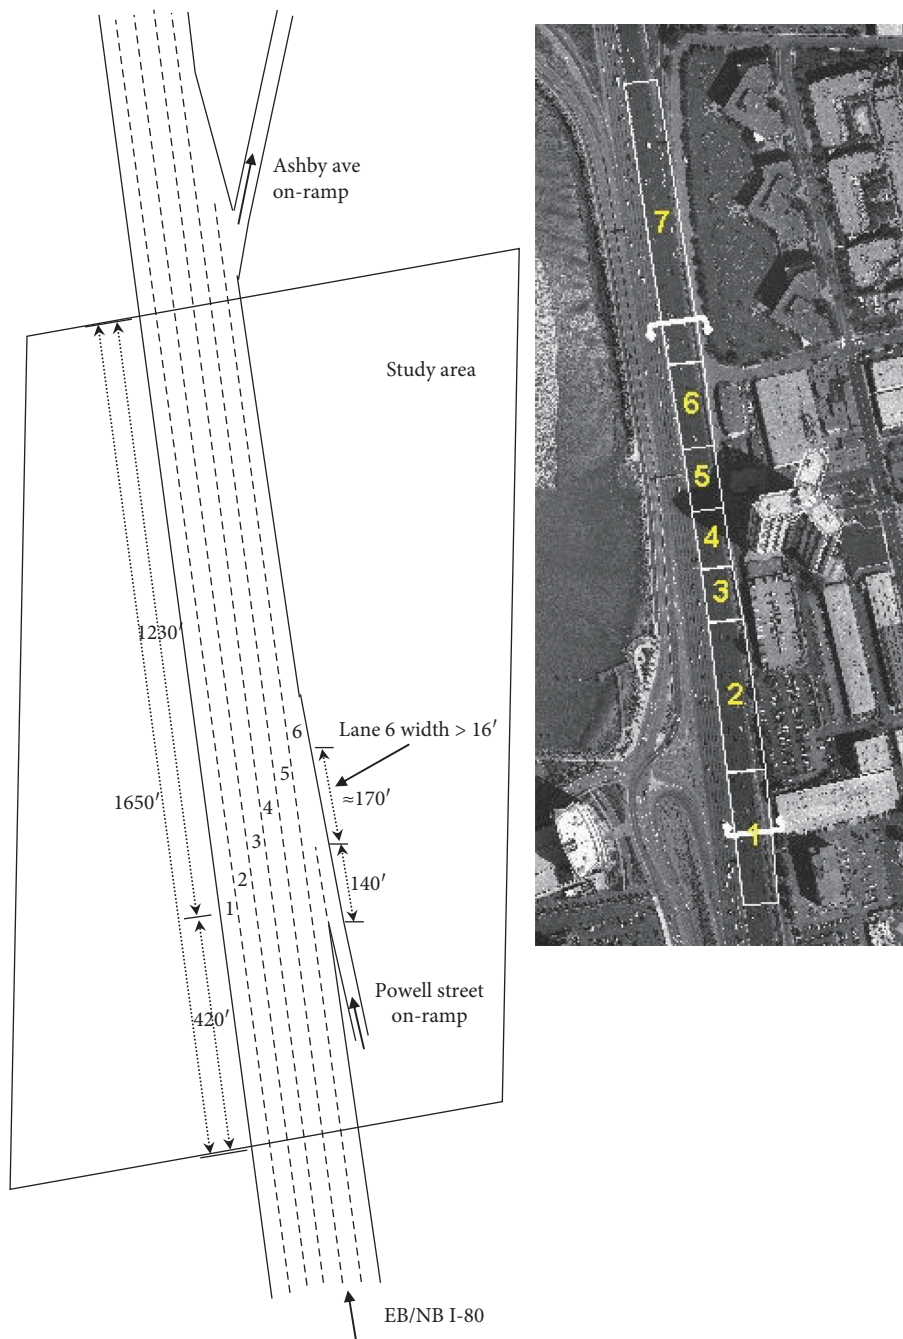 Ashby ave
on-ramp
Study area
1230′
Lane 6 width > 16′
≈170′
1650′
6
5
4
3
2
1
140′
420′
Powell street
on-ramp
EB/NB I-80
7
6
5
4
3
2
1